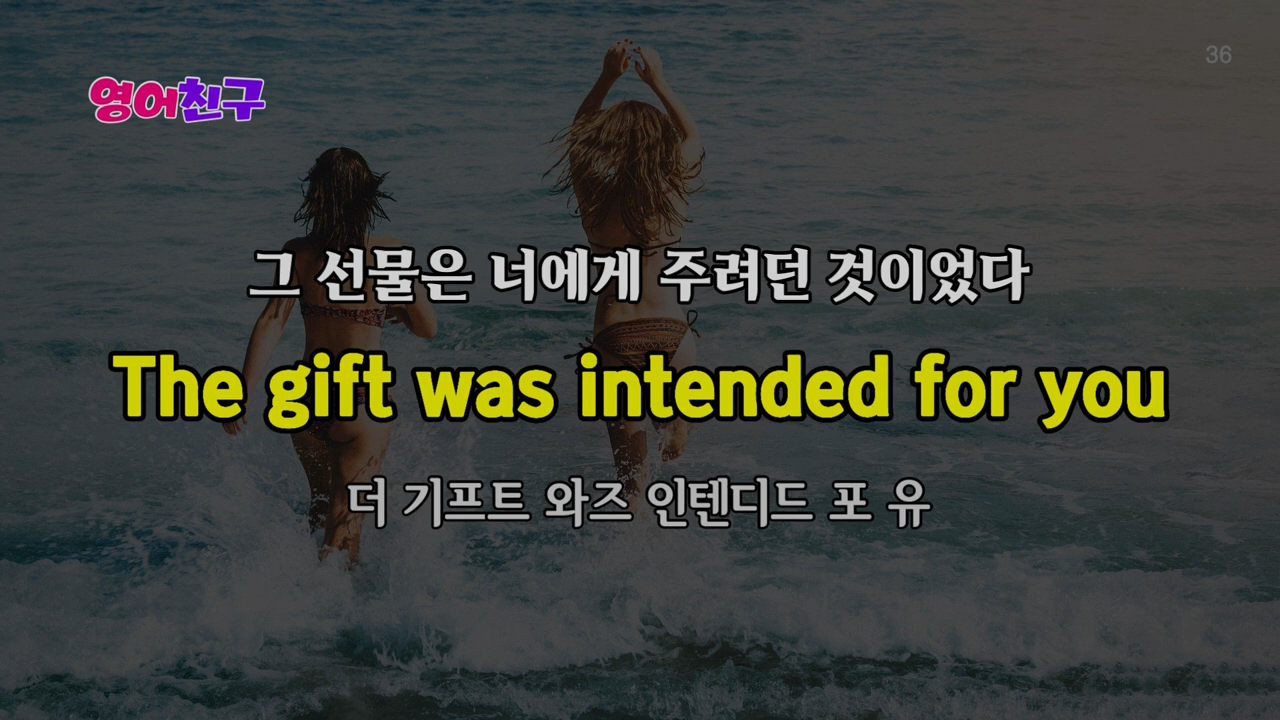 36
영어친구
그 선물은 너에게 주려던 것이었다
The gift was intended for you
더 기프트 와즈 인텐디드 포 유